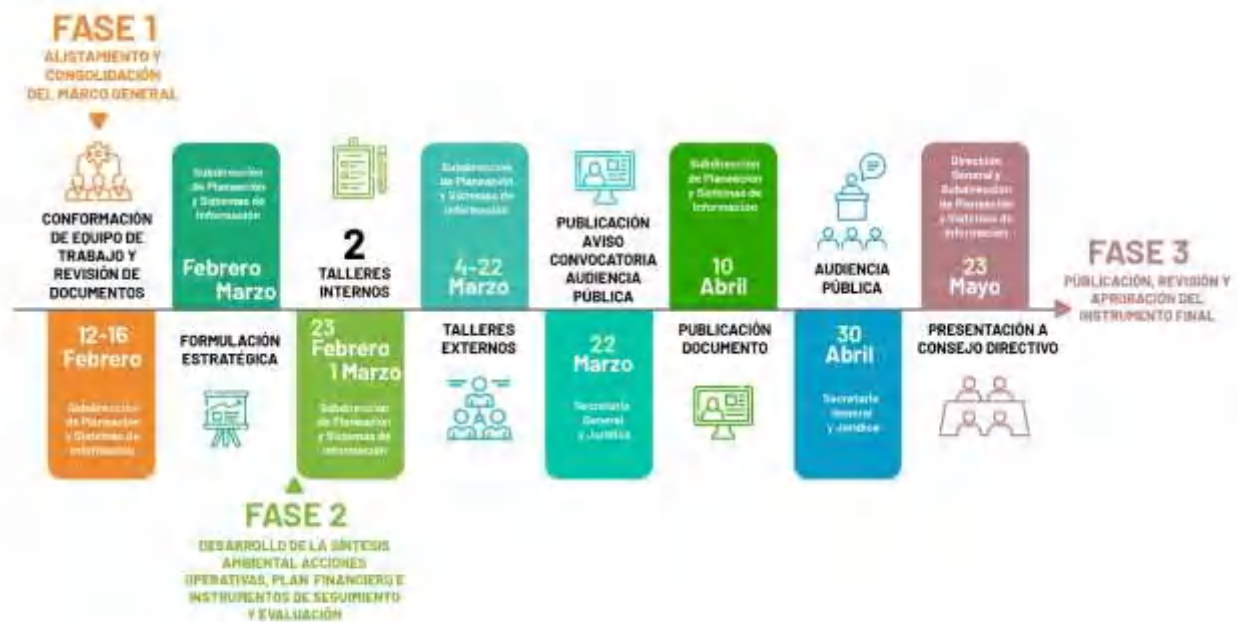 FASE 1
ALISTAMIENTO Y
CONSOLIDACIÓN
DEL MARCO GENERAL
CONFORMACIÓN
DE EQUIPO DE
TRABAJO Y
REVISIÓN DE
DOCUMENTOS
12-16
Febrero
Subdirección
de Planeación
y Sistemas de
Información
Subdirección
de Planeación
y Sistemas de
Información
Febrero
Marzo
FORMULACIÓN
ESTRATÉGICA
2
TALLERES
INTERNOS
23
Febrero
1 Marzo
Subdirección
de Planeación
y Sistemas de
Información
FASE 2
DESARROLLO DE LA SÍNTESIS
AMBIENTAL ACCIONES
OPERATIVAS, PLAN FINANCIERO E
INSTRUMENTOS DE SEGUIMIENTO
Y EVALUACIÓN
Subdirección
de Planeación
y Sistemas de
Información
4-22
Marzo
TALLERES
EXTERNOS
PUBLICACIÓN
AVISO
CONVOCATORIA
AUDIENCIA
PÚBLICA
22
Marzo
Secretaría
General
y Jurídica
Subdirección
de Planeación
y Sistemas de
Información
10
Abril
PUBLICACIÓN
DOCUMENTO
AUDIENCIA
PÚBLICA
30
Abril
Secretaría
General
y Jurídica
Dirección
General y
Subdirección
de Planeación
y Sistemas de
Información
23
Mayo
PRESENTACIÓN A
CONSEJO DIRECTIVO
FASE 3
PUBLICACIÓN, REVISIÓN Y
APROBACIÓN DEL
INSTRUMENTO FINAL